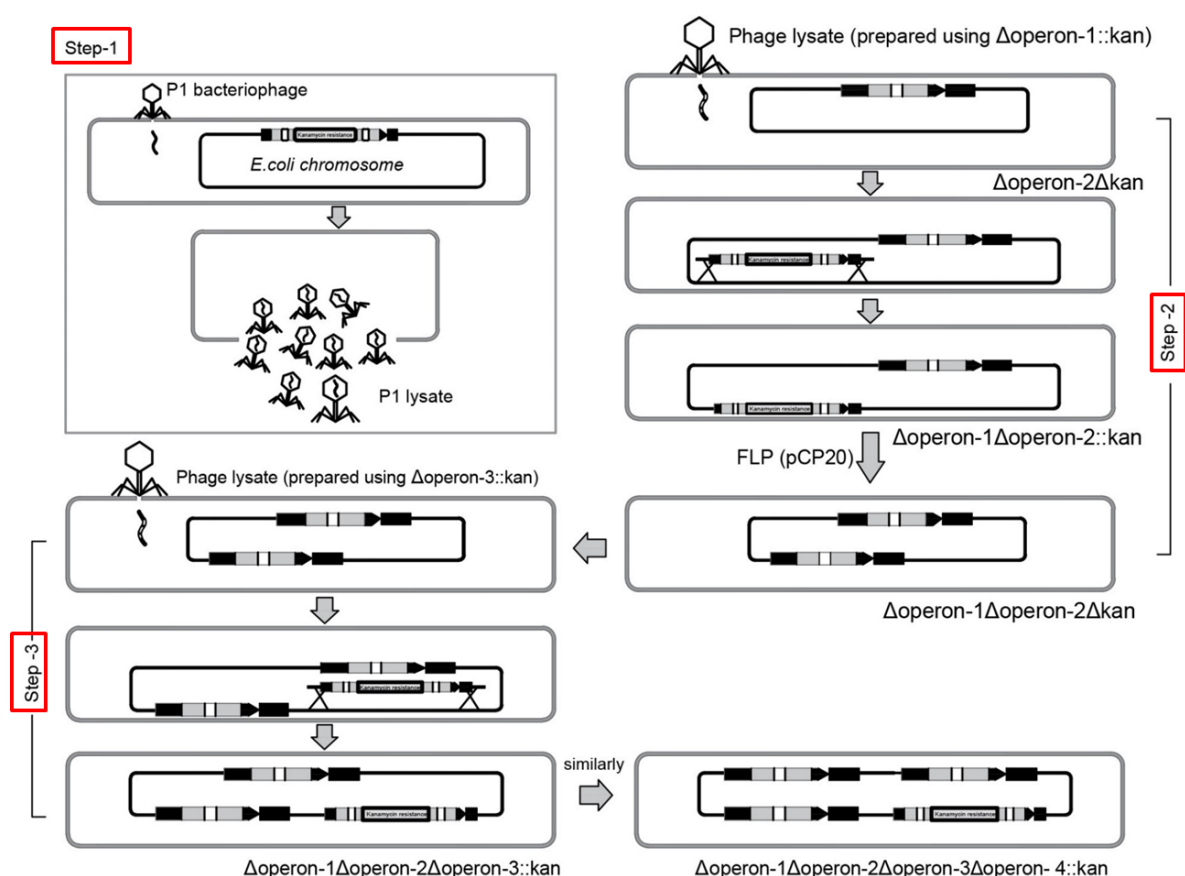 Step-1
P1 bacteriophage
Kanamycin resistance
E.coli chromosome
P1 lysate
Phage lysate (prepared using Δoperon-1::kan)
Δoperon-2Δkan
Kanamycin resistance
Kanamycin resistance
Δoperon-1Δoperon-2::kan
FLP (pCP20)
Δoperon-1Δoperon-2Δkan
Step -2
Phage lysate (prepared using Δoperon-3::kan)
Kanamycin resistance
Kanamycin resistance
Δoperon-1Δoperon-2Δoperon-3::kan
Step -3
similarly
Kanamycin resistance
Δoperon-1Δoperon-2Δoperon-3Δoperon- 4::kan